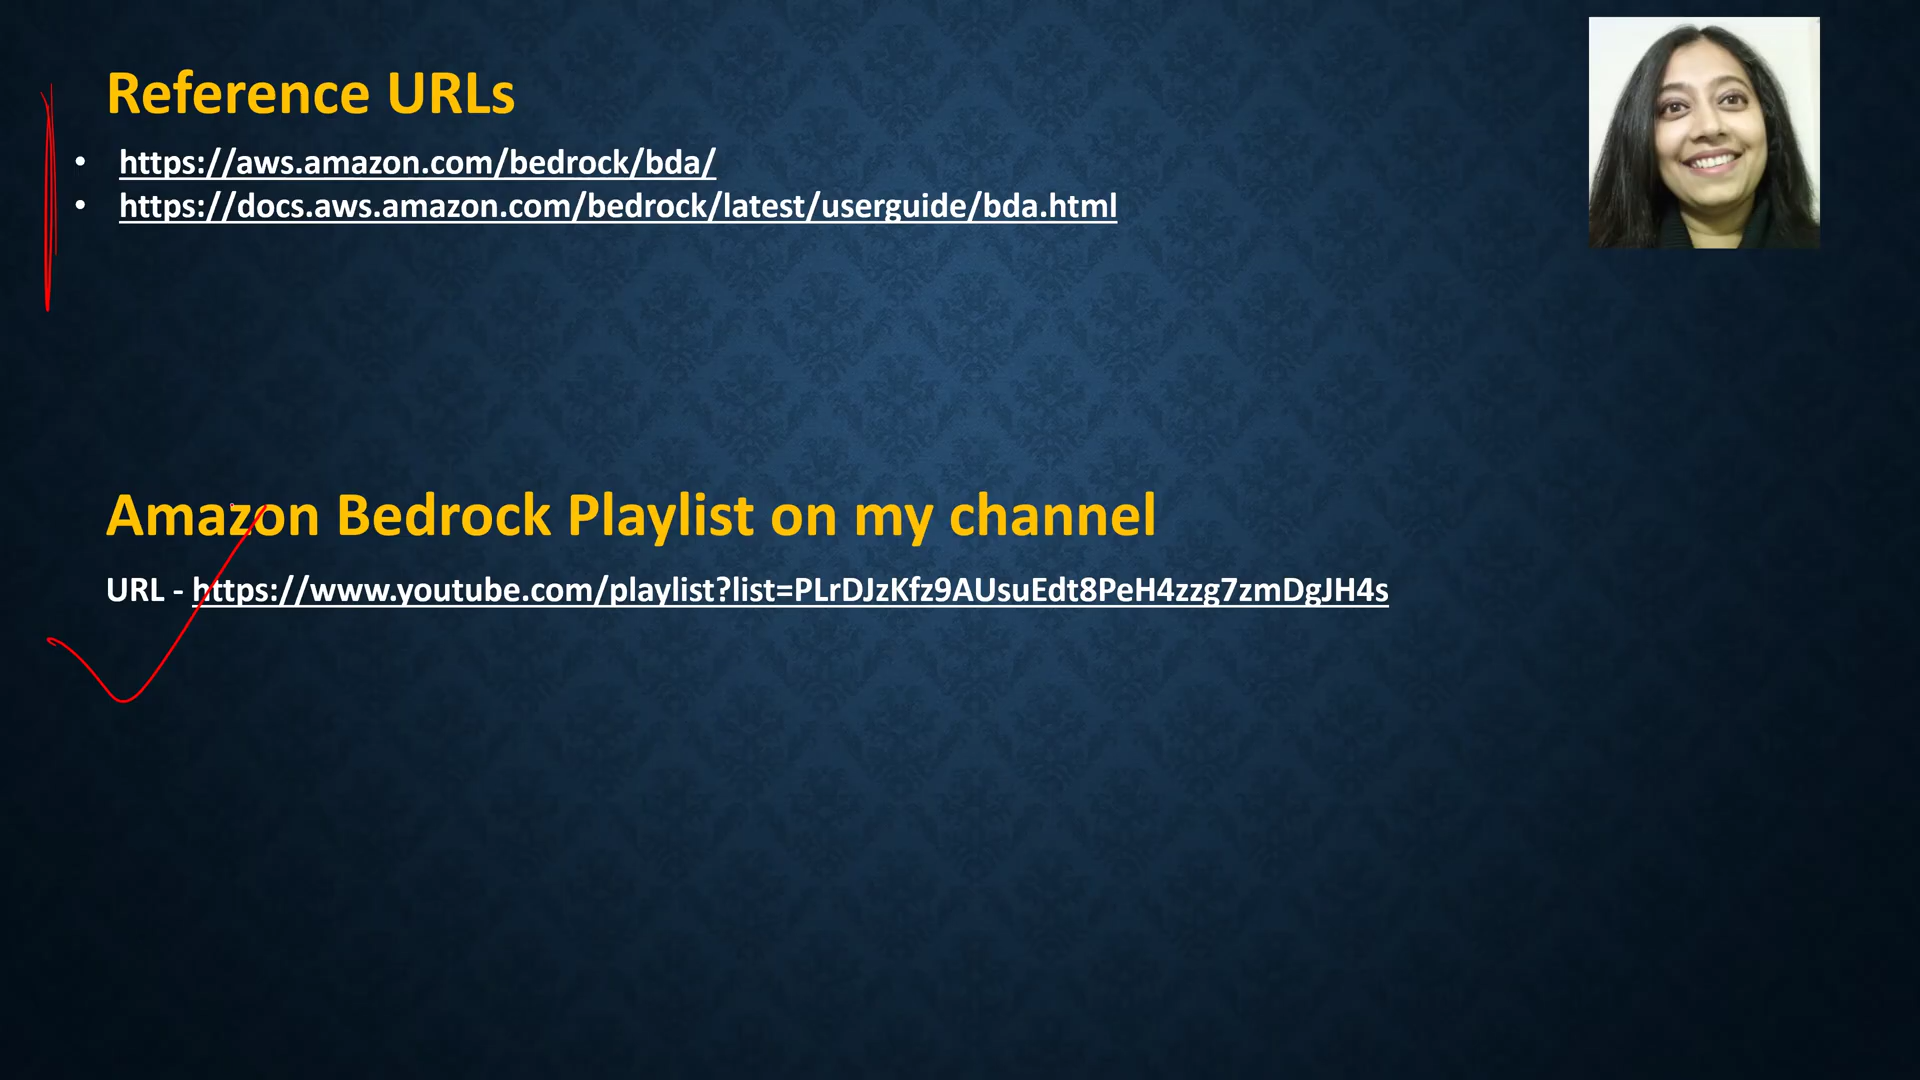 Reference URLs
• https://aws.amazon.com/bedrock/bda/
• https://docs.aws.amazon.com/bedrock/latest/userguide/bda.html
Amazon Bedrock Playlist on my channel
URL - https://www.youtube.com/playlist?list=PLrDJzKfz9AUsuEdt8PeH4zzg7zmDgJH4s